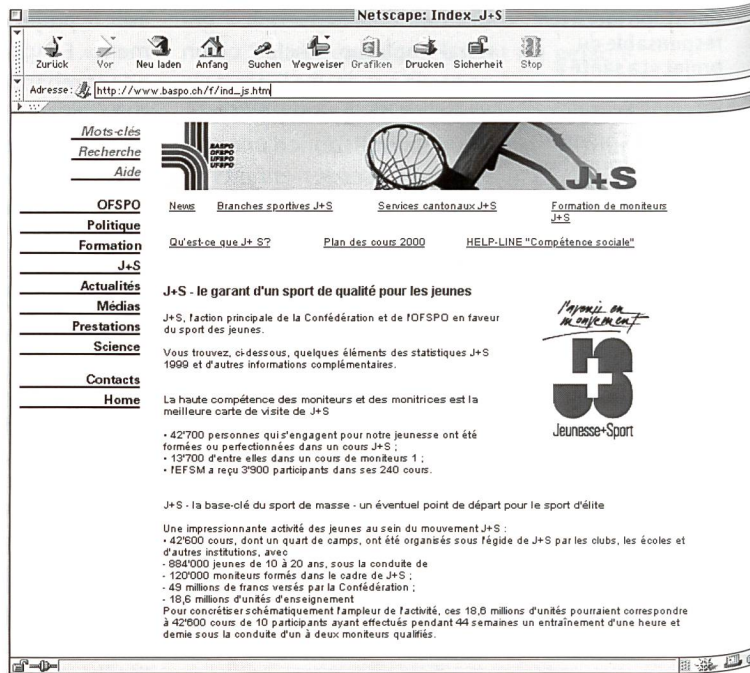 Netscape: Index_J+S
Zurück Vor Neu laden Anfang Suchen Wegweiser Grafiken Drucken Sicherheit Stop
Adresse: http://www.baspo.ch/f/ind_js.htm
Mots-clés
Recherche
Aide
OFSPO
Politique
Formation
J+S
Actualités
Médias
Prestations
Science
Contacts
Home
BASPO
OFSPO
UFSPO
UFSPO
J+S
News Branches sportives J+S Services cantonaux J+S Formation de moniteurs
J+S
Qu'est-ce que J+ S? Plan des cours 2000 HELP-LINE "Compétence sociale"
J+S - le garant d'un sport de qualité pour les jeunes
J+S, l'action principale de la Confédération et de l'OFSPO en faveur
du sport des jeunes.
Vous trouvez, ci-dessous, quelques éléments des statistiques J+S
1999 et d'autres informations complémentaires.
La haute compétence des moniteurs et des monitrices est la
meilleure carte de visite de J+S
• 42'700 personnes qui s'engagent pour notre jeunesse ont été
formées ou perfectionnées dans un cours J+S ;
• 13'700 d'entre elles dans un cours de moniteurs 1 ;
• l'EFSM a reçu 3'900 participants dans ses 240 cours.
l'avenir en
mouvement
Jeunesse+Sport
J+S - la base-clé du sport de masse - un éventuel point de départ pour le sport d'élite
Une impressionnante activité des jeunes au sein du mouvement J+S :
• 42'600 cours, dont un quart de camps, ont été organisés sous l'égide de J+S par les clubs, les écoles et
d'autres institutions, avec
- 884'000 jeunes de 10 à 20 ans, sous la conduite de
- 120'000 moniteurs formés dans le cadre de J+S ;
- 49 millions de francs versés par la Confédération ;
- 18,6 millions d'unités d'enseignement
Pour concrétiser schématiquement l'ampleur de l'activité, ces 18,6 millions d'unités pourraient correspondre
à 42'600 cours de 10 participants ayant effectués pendant 44 semaines un entraînement d'une heure et
demie sous la conduite d'un à deux moniteurs qualifiés.